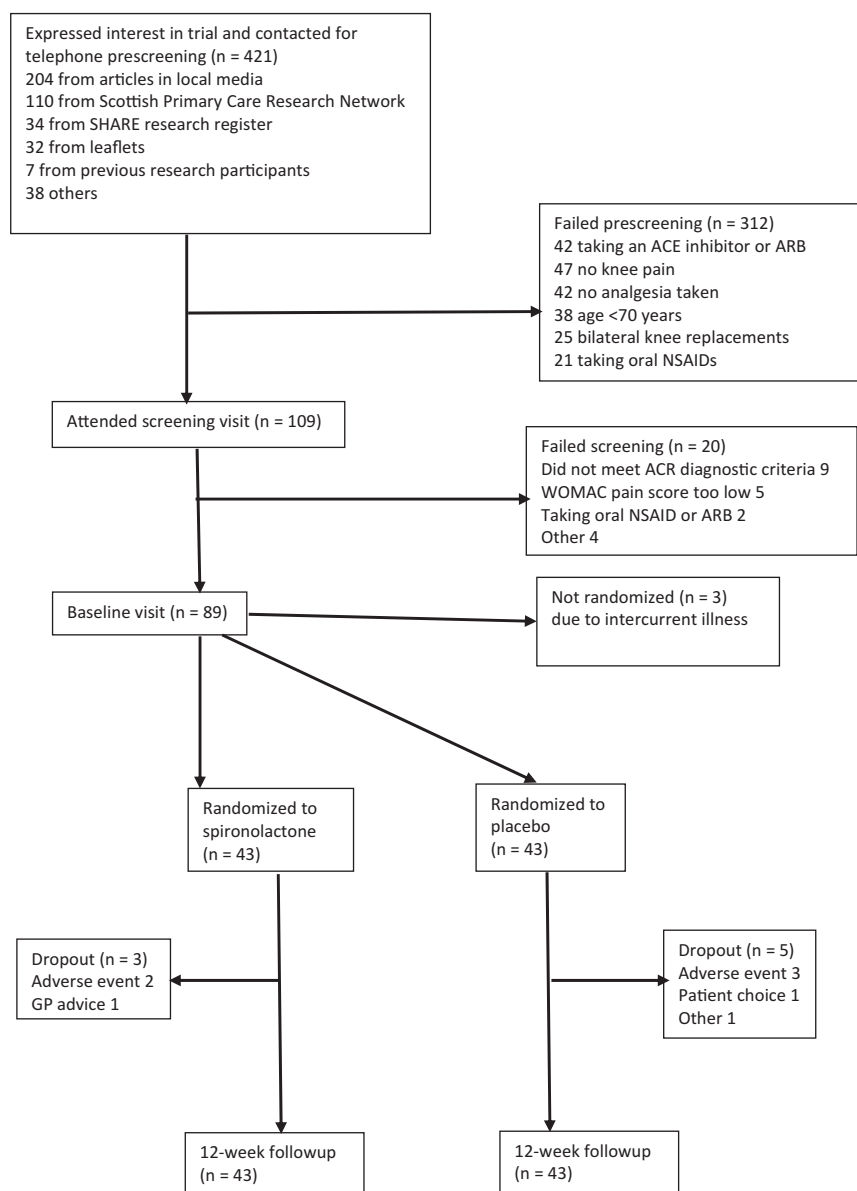 Expressed interest in trial and contacted for
telephone prescreening (n = 421)
204 from articles in local media
110 from Scottish Primary Care Research Network
34 from SHARE research register
32 from leaflets
7 from previous research participants
38 others
Failed prescreening (n = 312)
42 taking an ACE inhibitor or ARB
47 no knee pain
42 no analgesia taken
38 age <70 years
25 bilateral knee replacements
21 taking oral NSAIDs
Attended screening visit (n = 109)
Failed screening (n = 20)
Did not meet ACR diagnostic criteria 9
WOMAC pain score too low 5
Taking oral NSAID or ARB 2
Other 4
Baseline visit (n = 89)
Not randomized (n = 3)
due to intercurrent illness
Randomized to
spironolactone
(n = 43)
Randomized to
placebo
(n = 43)
Dropout (n = 3)
Adverse event 2
GP advice 1
Dropout (n = 5)
Adverse event 3
Patient choice 1
Other 1
12-week followup
(n = 43)
12-week followup
(n = 43)